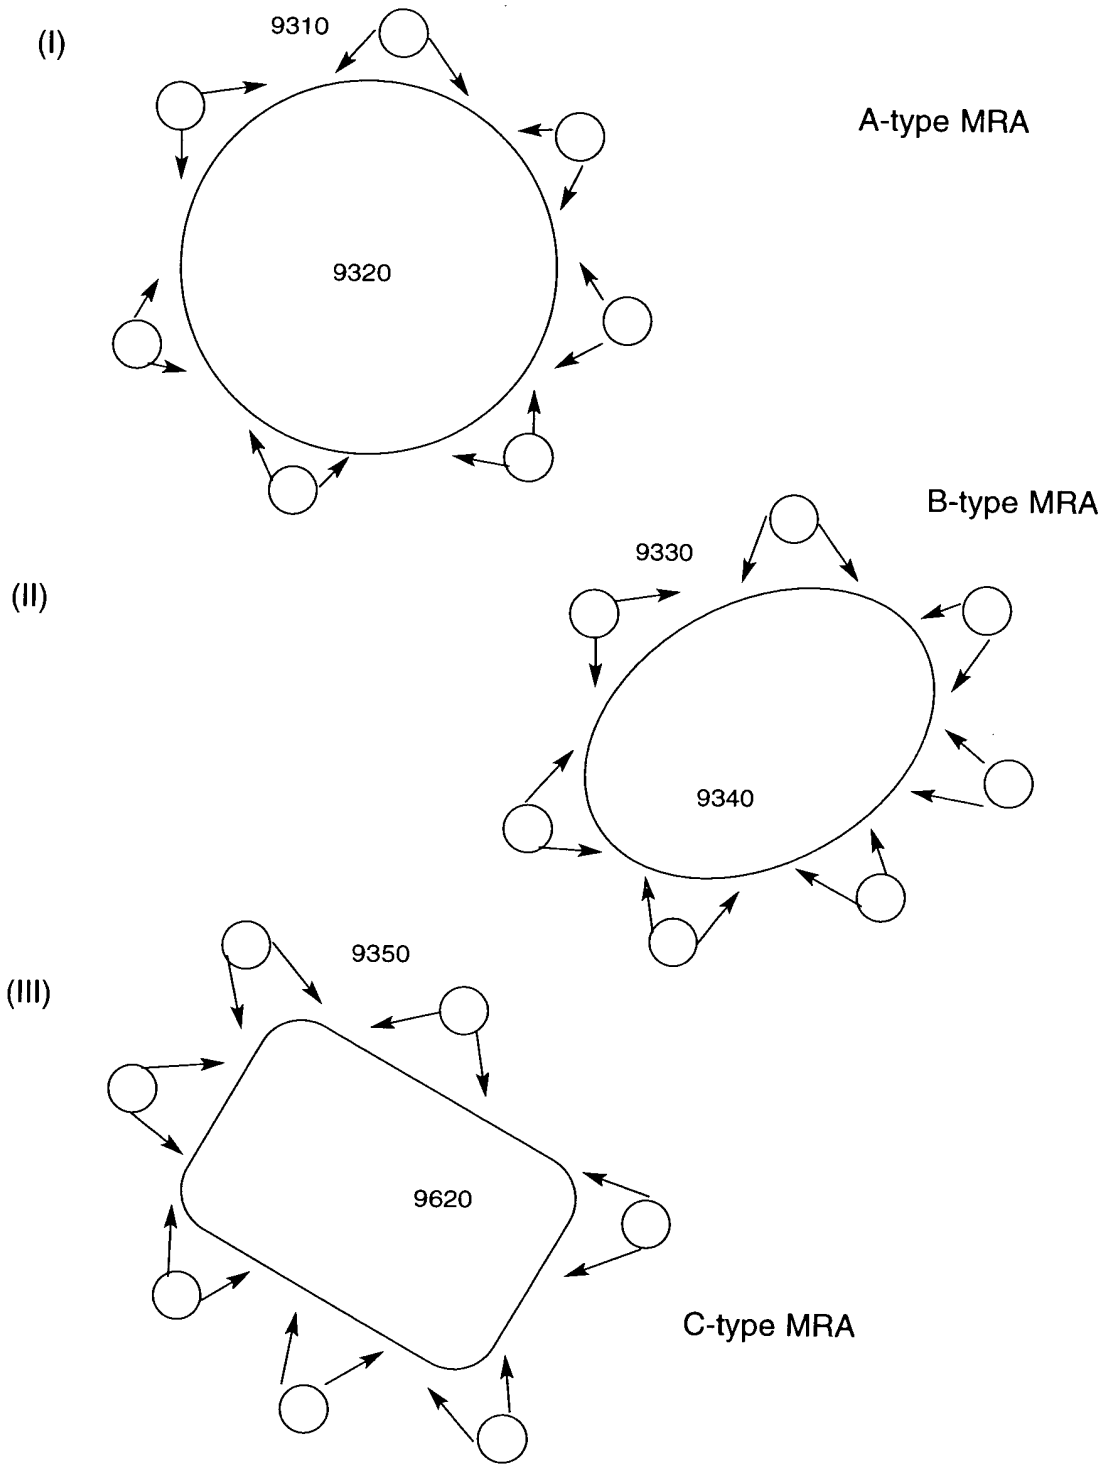 (I)
9310
A-type MRA
9320
B-type MRA
(II)
9330
9340
(III)
9350
9620
C-type MRA